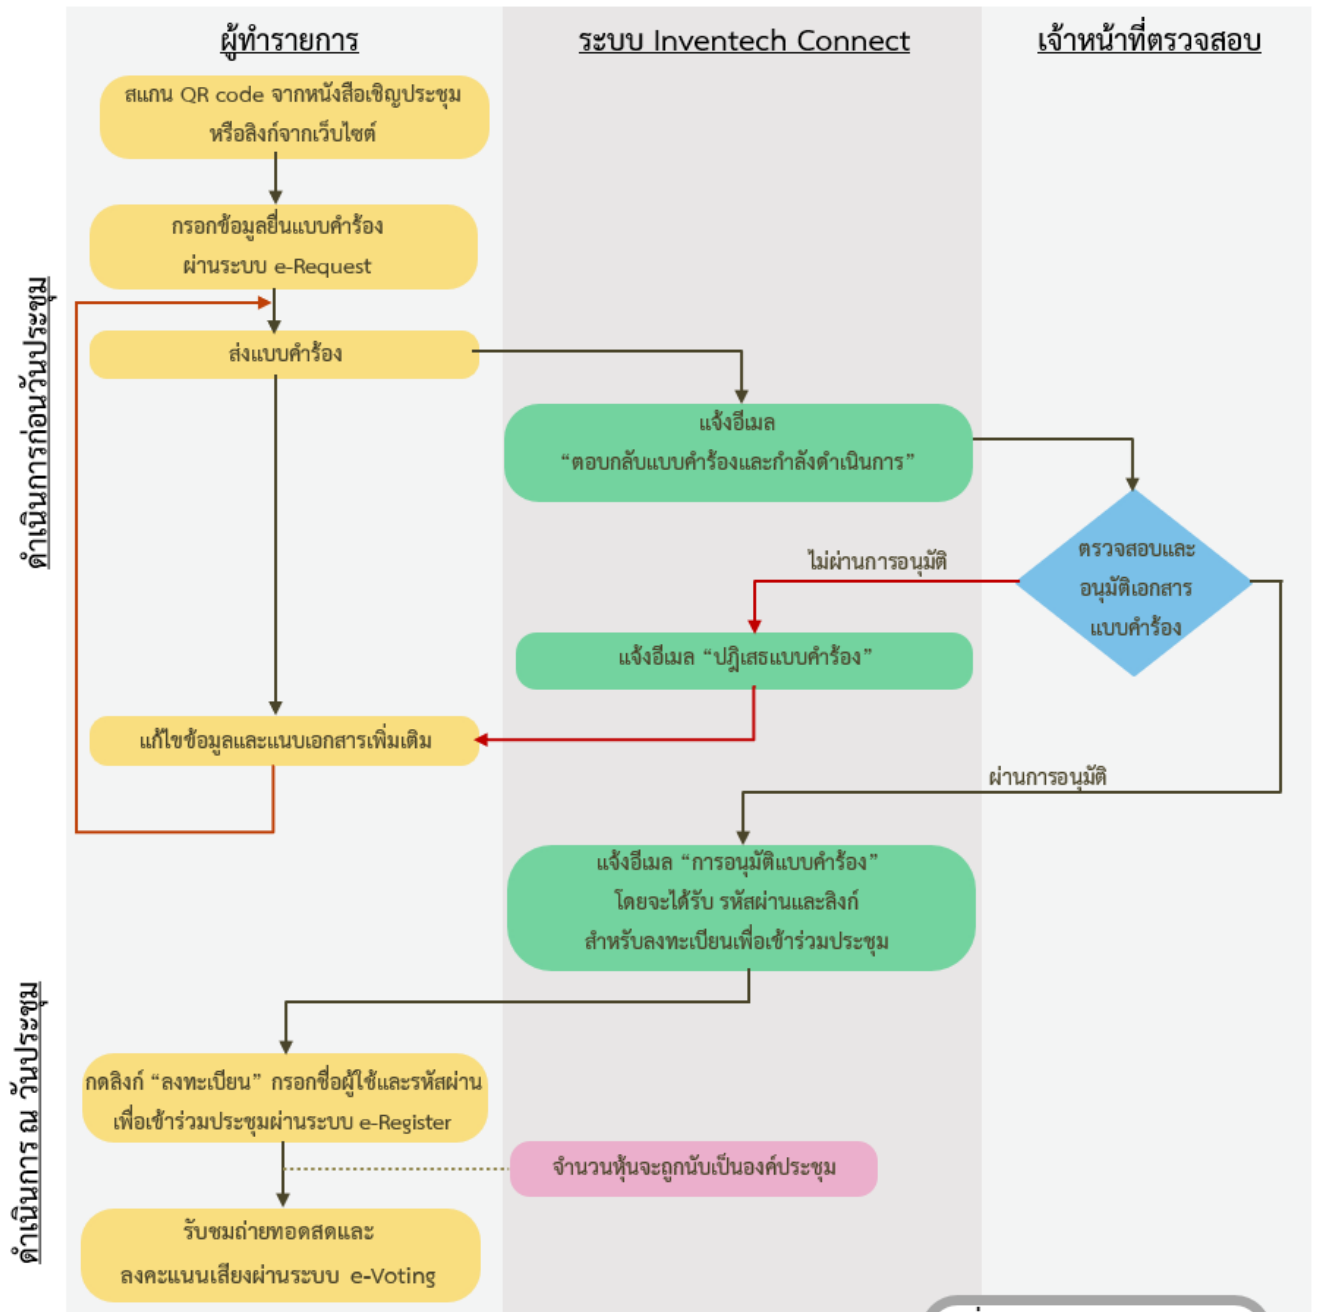 ผู้ทำรายการ
ระบบ Inventech Connect
เจ้าหน้าที่ตรวจสอบ
ดำเนินการก่อนวันประชุม
สแกน QR code จากหนังสือเชิญประชุม
หรือลิงก์จากเว็บไซต์
กรอกข้อมูลยื่นแบบคำร้อง
ผ่านระบบ e-Request
ส่งแบบคำร้อง
แจ้งอีเมล
“ตอบกลับแบบคำร้องและกำลังดำเนินการ”
ตรวจสอบและ
อนุมัติเอกสาร
แบบคำร้อง
ไม่ผ่านการอนุมัติ
แจ้งอีเมล “ปฎิเสธแบบคำร้อง”
แก้ไขข้อมูลและแนบเอกสารเพิ่มเติม
ผ่านการอนุมัติ
แจ้งอีเมล “การอนุมัติแบบคำร้อง”
โดยจะได้รับ รหัสผ่านและลิงก์
สำหรับลงทะเบียนเพื่อเข้าร่วมประชุม
ดำเนินการ ณ วันประชุม
กดลิงก์ “ลงทะเบียน” กรอกชื่อผู้ใช้และรหัสผ่าน
เพื่อเข้าร่วมประชุมผ่านระบบ e-Register
จำนวนหุ้นจะถูกนับเป็นองค์ประชุม
รับชมถ่ายทอดสดและ
ลงคะแนนเสียงผ่านระบบ e-Voting